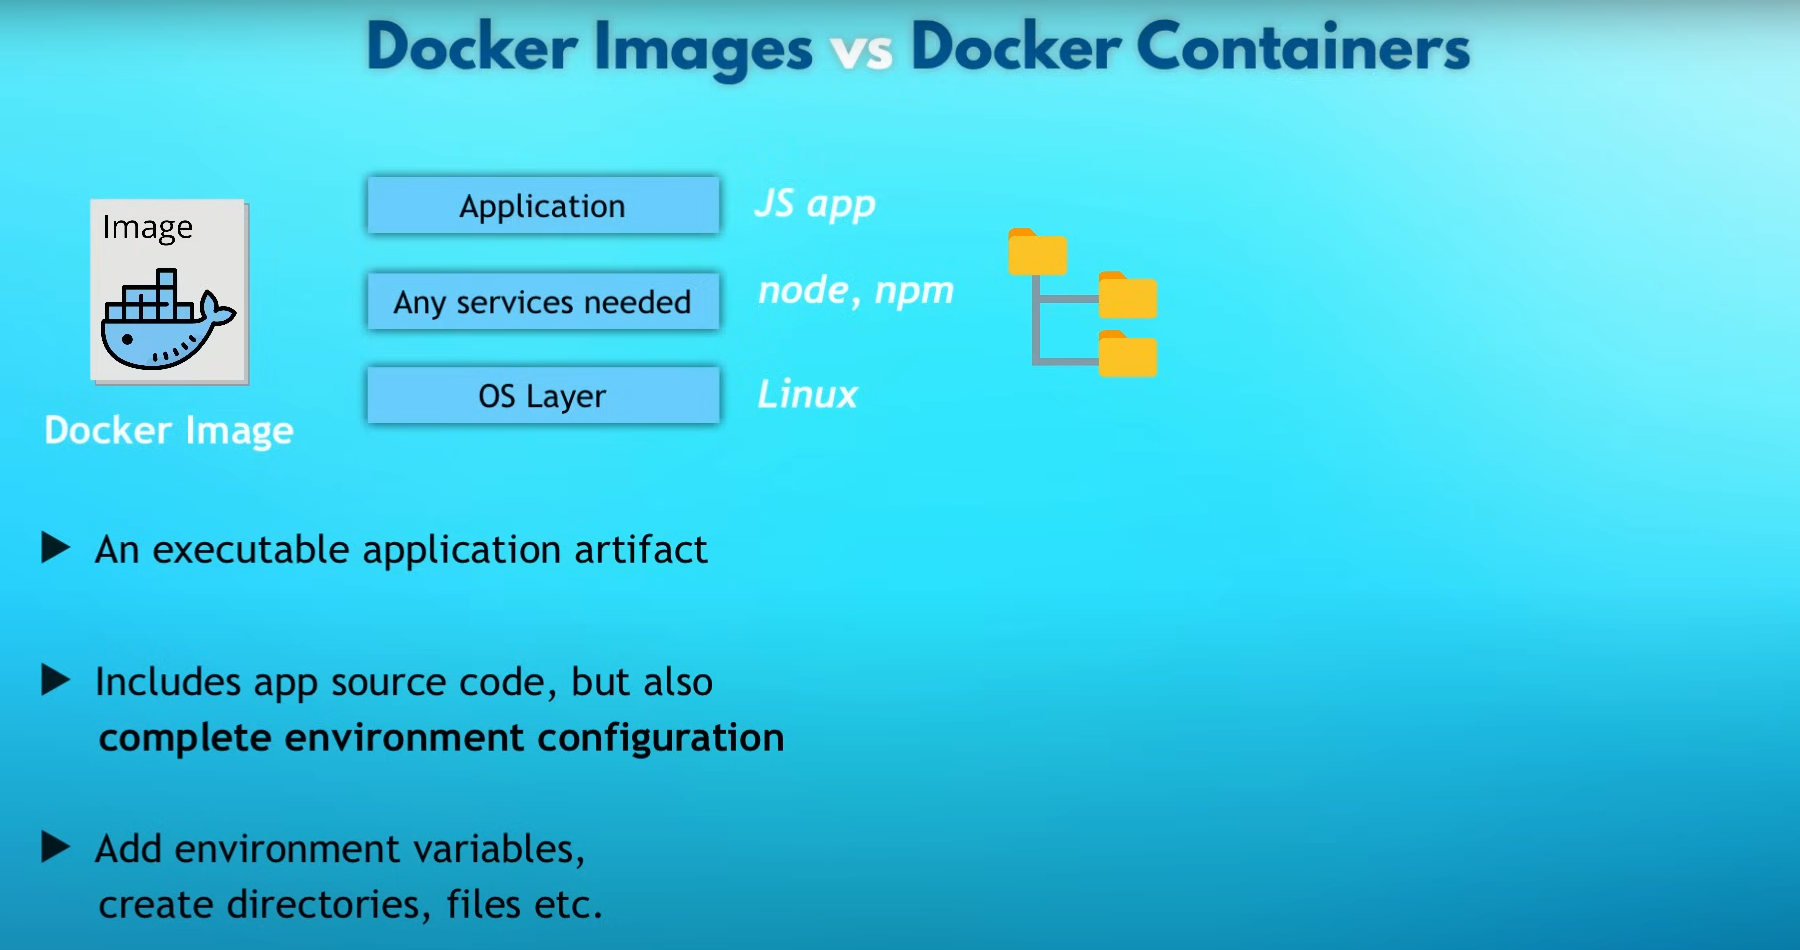 Docker Images vs Docker Containers
Image
Docker Image
Application
JS app
Any services needed
node, npm
OS Layer
Linux
An executable application artifact
Includes app source code, but also
complete environment configuration
Add environment variables,
create directories, files etc.